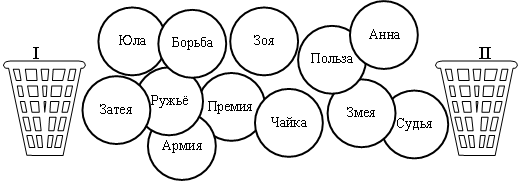 I
II
Юла
Борьба
Зоя
Польза
Анна
Затея
Ружьё
Премия
Чайка
Змея
Судья
Армия